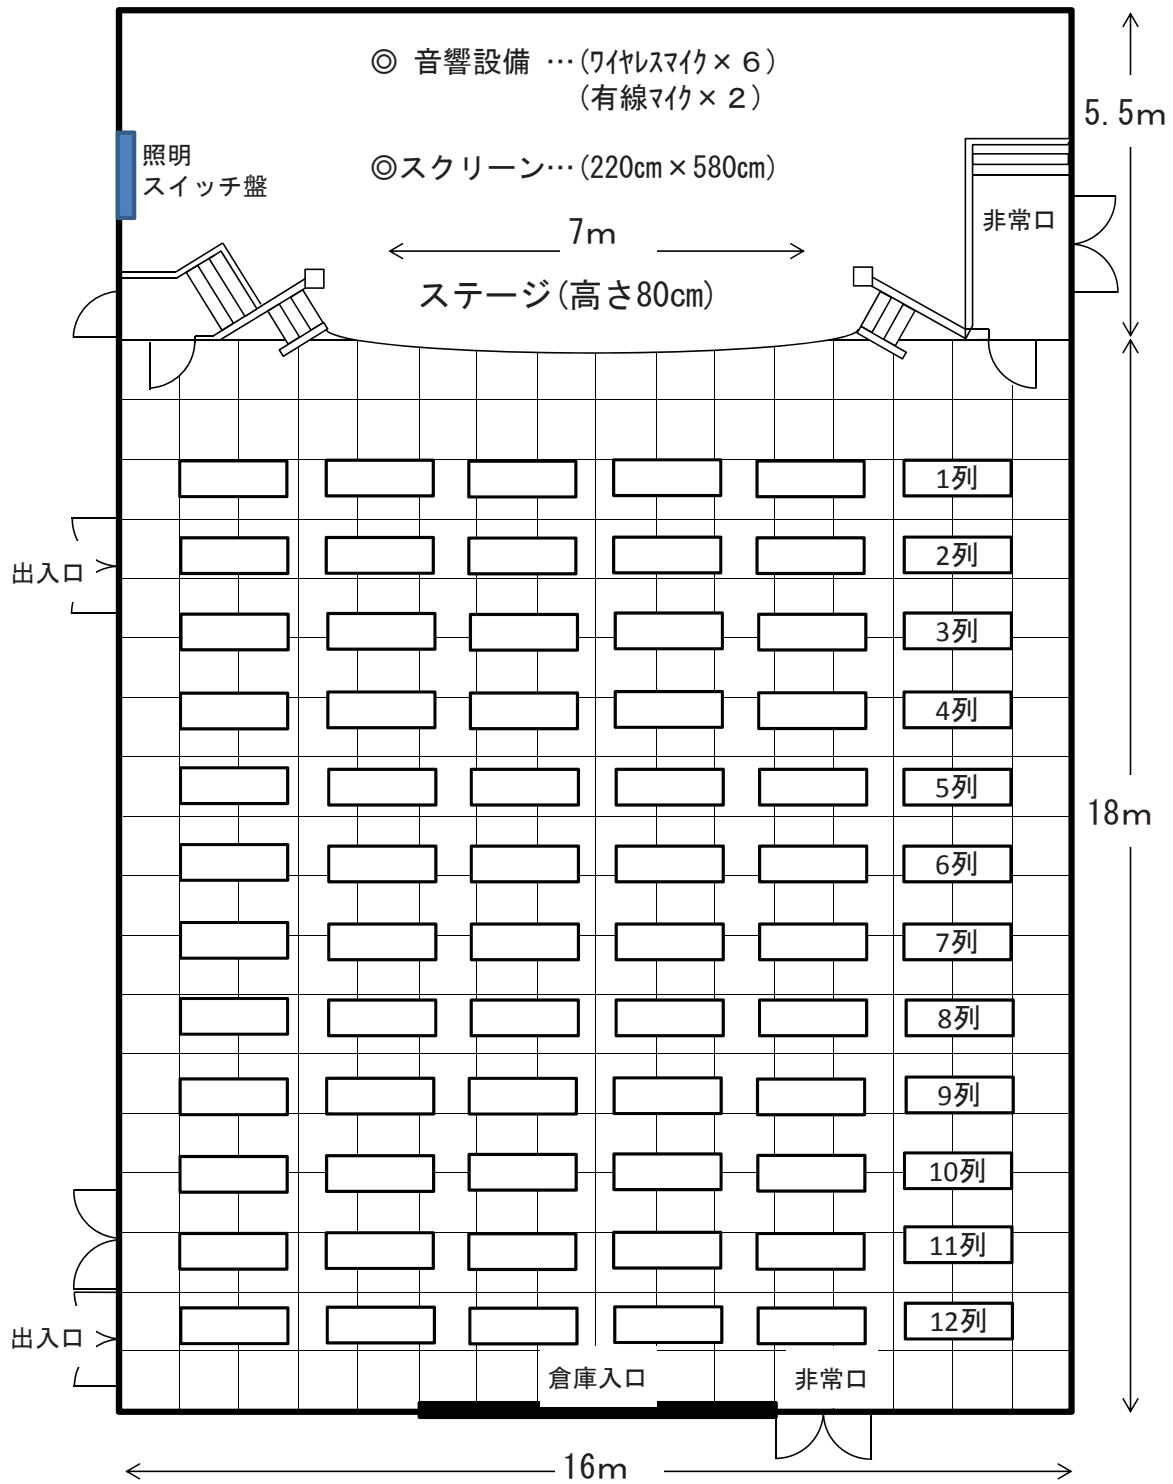 ◎ 音響設備 …(ﾜｲﾔﾚｽﾏｲｸ×６)
(有線ﾏｲｸ×２)
5.5ｍ
照明
スイッチ盤
◎スクリーン…(220㎝×580㎝)
非常口
7ｍ
ステージ(高さ80㎝)
1列
2列
出入口
3列
4列
5列
18ｍ
6列
7列
8列
9列
10列
11列
12列
出入口
倉庫入口
非常口
16ｍ